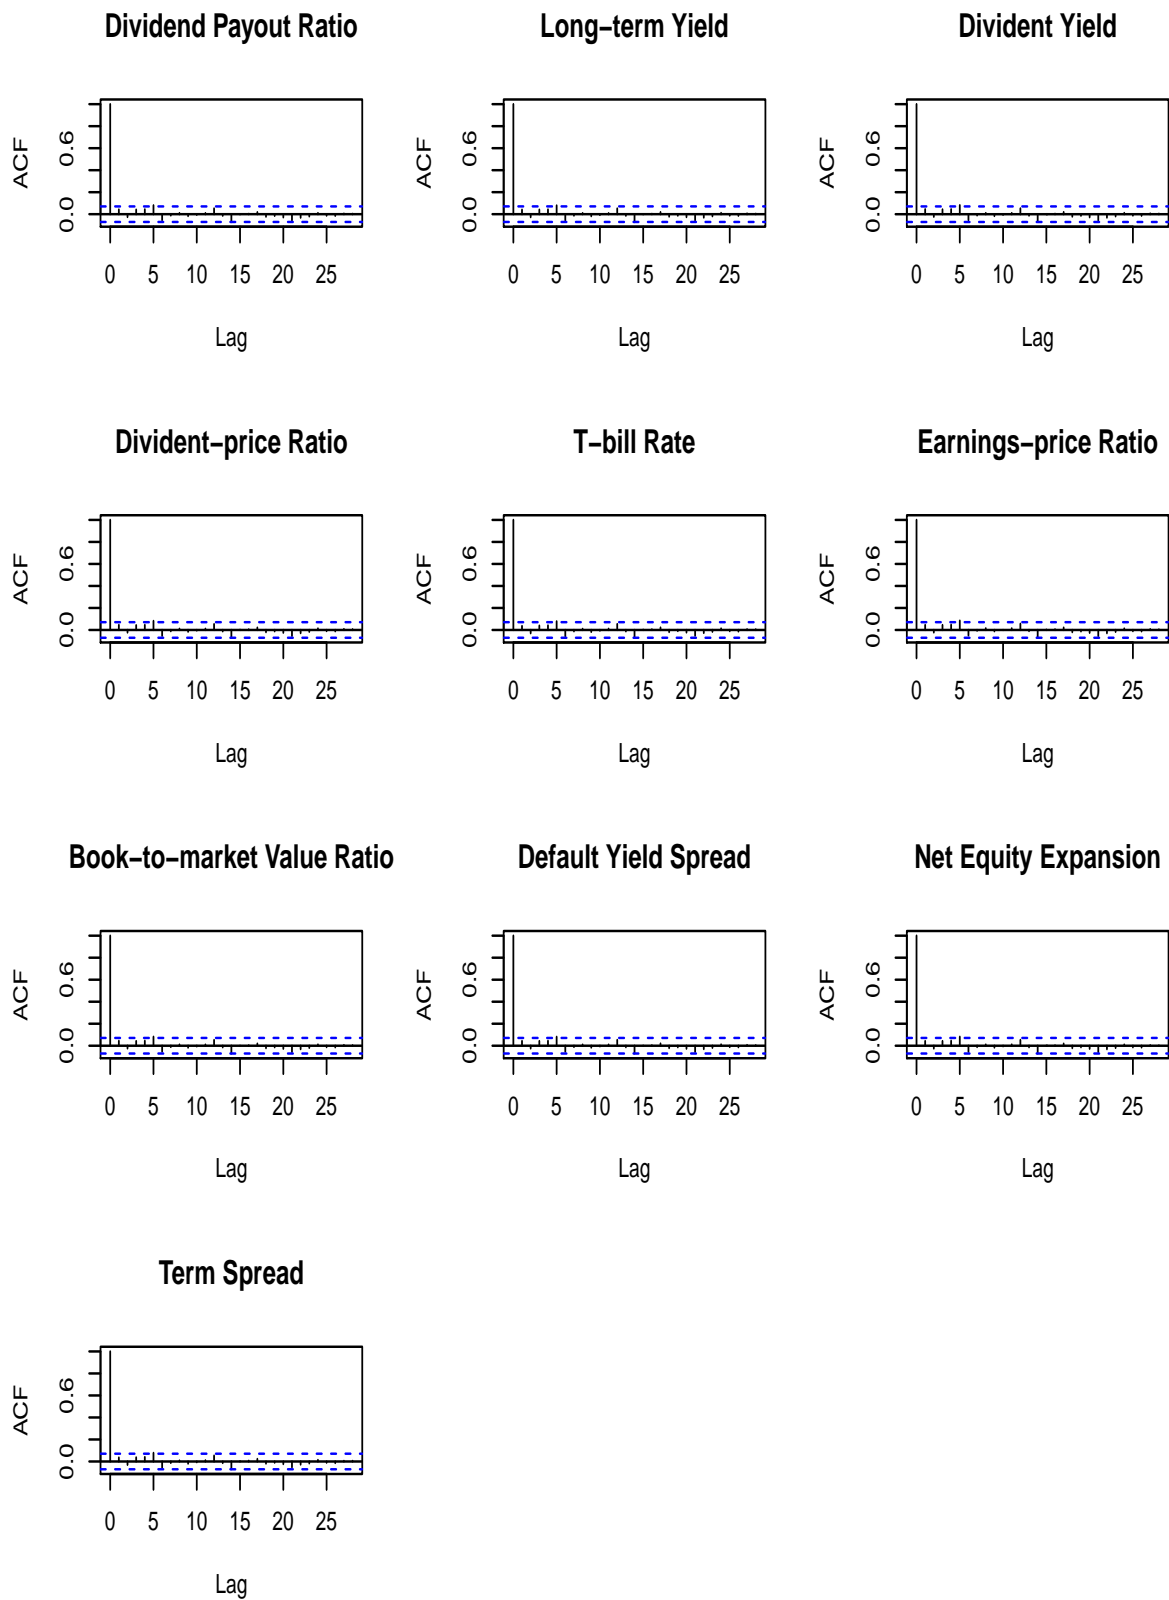 Dividend Payout Ratio
Long–term Yield
Divident Yield
ACF
0.0 0.6
0 5 10 15 20 25
Lag
ACF
0.0 0.6
0 5 10 15 20 25
Lag
ACF
0.0 0.6
0 5 10 15 20 25
Lag
Divident–price Ratio
T–bill Rate
Earnings–price Ratio
ACF
0.0 0.6
0 5 10 15 20 25
Lag
ACF
0.0 0.6
0 5 10 15 20 25
Lag
ACF
0.0 0.6
0 5 10 15 20 25
Lag
Book–to–market Value Ratio
Default Yield Spread
Net Equity Expansion
ACF
0.0 0.6
0 5 10 15 20 25
Lag
ACF
0.0 0.6
0 5 10 15 20 25
Lag
ACF
0.0 0.6
0 5 10 15 20 25
Lag
Term Spread
ACF
0.0 0.6
0 5 10 15 20 25
Lag